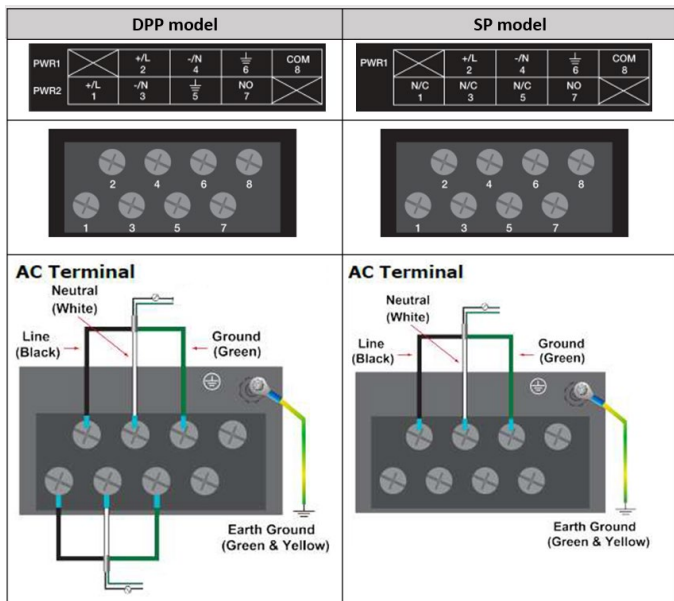 DPP model
SP model
PWR1 +/L -/N COM
2 4 6 8
PWR2 +/L -/N NO
1 3 5 7
PWR1 +/L -/N COM
2 4 6 8
N/C N/C N/C NO
1 3 5 7
2 4 6 8
1 3 5 7
2 4 6 8
1 3 5 7
AC Terminal
Neutral
(White)
Line
(Black)
Ground
(Green)
Earth Ground
(Green & Yellow)
AC Terminal
Neutral
(White)
Line
(Black)
Ground
(Green)
Earth Ground
(Green & Yellow)